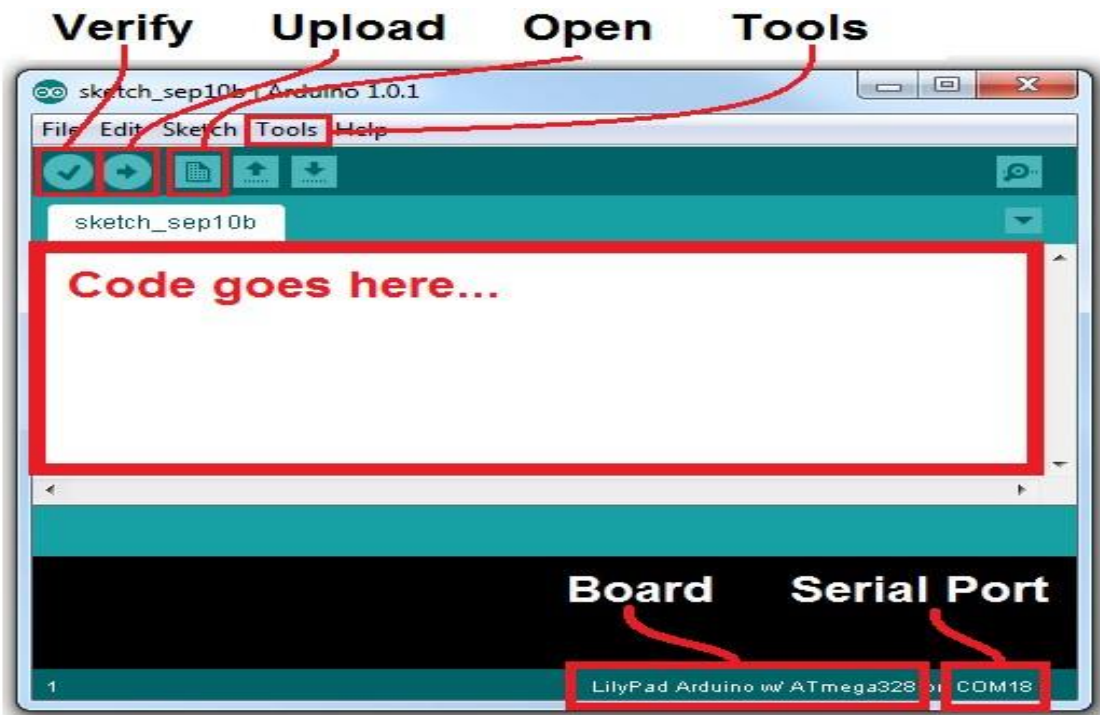 Verify Upload Open Tools
sketch_sep10b | Arduino 1.0.1
File Edit Sketch Tools Help
sketch_sep10b
Code goes here...
Board Serial Port
1 LilyPad Arduino w/ ATmega328 on COM18